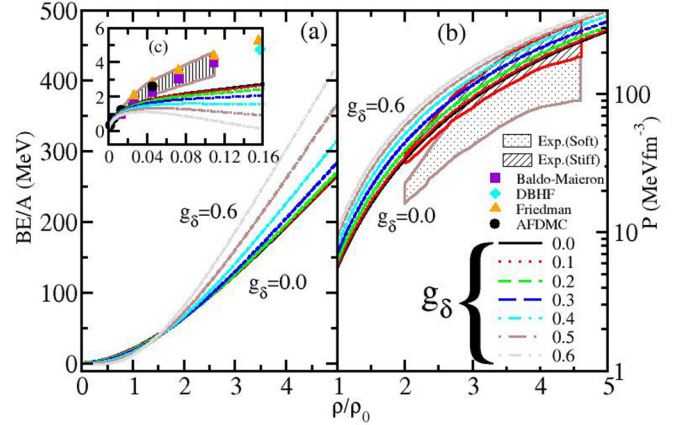 BE/A (MeV)
500
400
300
200
100
0
0
1
2
3
4
(a)
(c)
6
4
2
0
0
0.04
0.08
0.12
0.16
g_δ=0.6
g_δ=0.0
ρ/ρ₀
(b)
g_δ=0.6
g_δ=0.0
1
2
3
4
5
100
10
1
P (MeVfm⁻³)
Exp.(Soft)
Exp.(Stiff)
Baldo-Maieron
DBHF
Friedman
AFDMC
g_δ
0.0
0.1
0.2
0.3
0.4
0.5
0.6